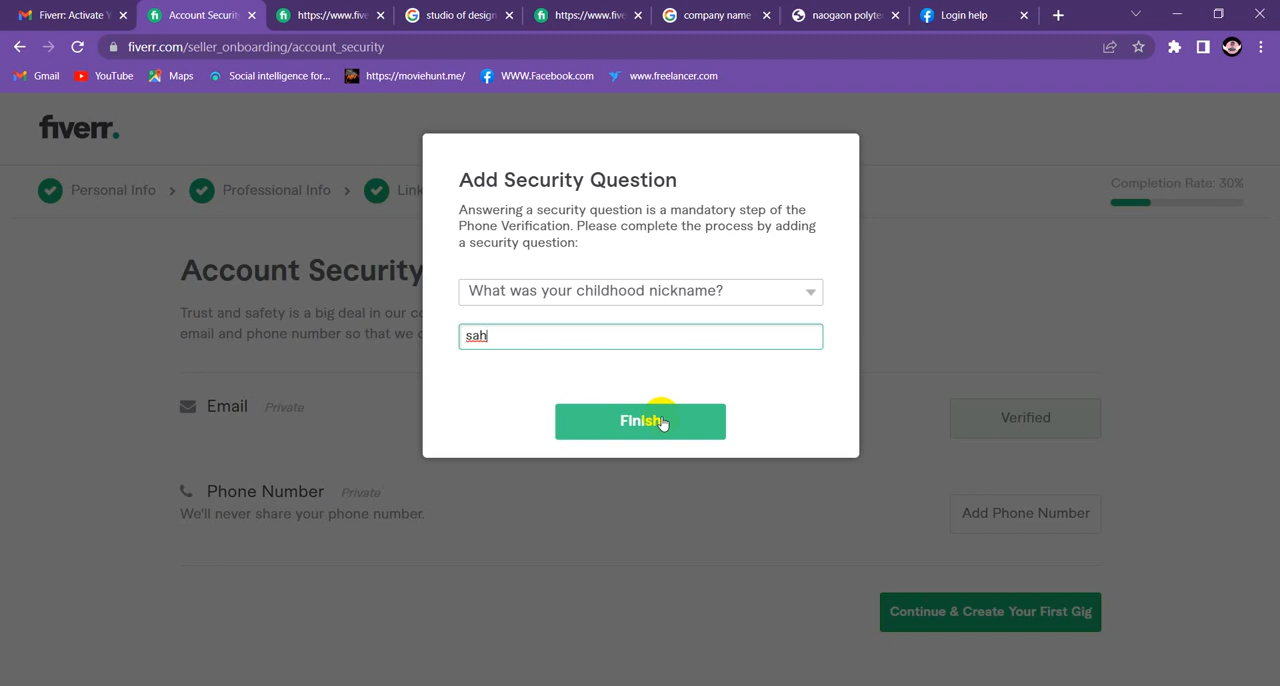 Fiverr: Activate Y
Account Security
https://www.five
studio of design
https://www.five
company name
naogaon polyte
Login help
fiverr.com/seller_onboarding/account_security
Gmail
YouTube
Maps
Social intelligence for...
https://moviehunt.me/
WWW.Facebook.com
www.freelancer.com
fiverr.
Personal Info
Professional Info
Link
Completion Rate: 30%
Add Security Question
Answering a security question is a mandatory step of the
Phone Verification. Please complete the process by adding
a security question:
What was your childhood nickname?
sah
Finish
Account Security
Trust and safety is a big deal in our co
email and phone number so that we c
Email Private
Verified
Phone Number Private
We'll never share your phone number.
Add Phone Number
Continue & Create Your First Gig